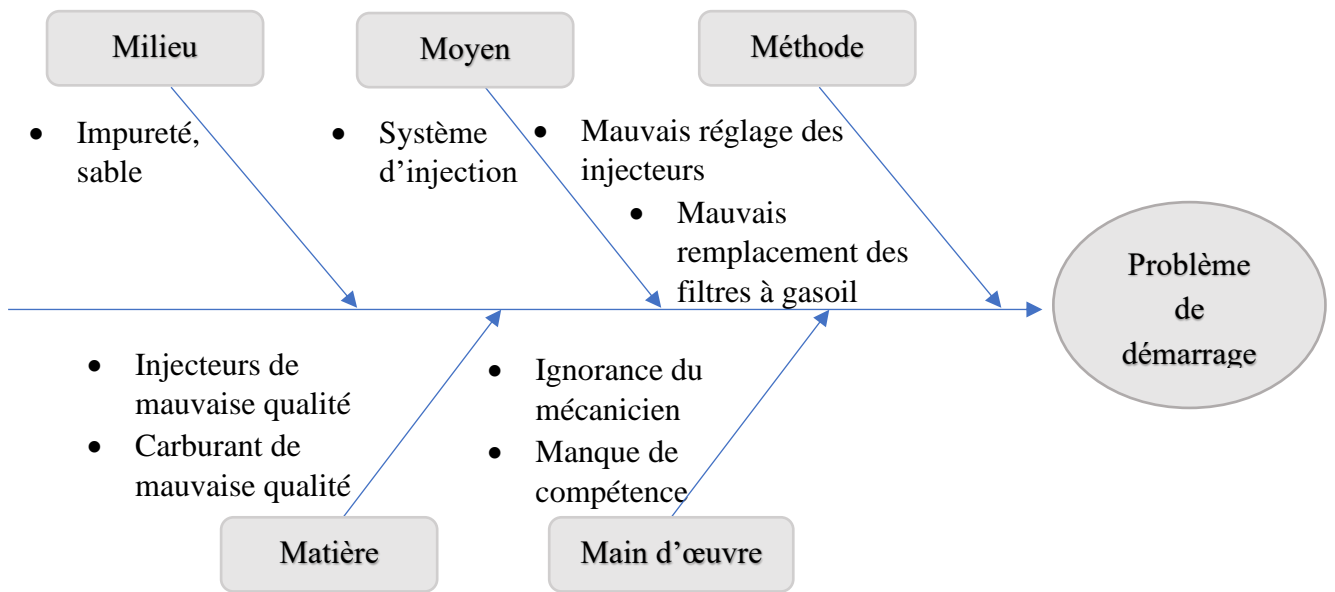 Milieu
Moyen
Méthode
• Impureté,
sable
• Système
d’injection
• Mauvais réglage des
injecteurs
• Mauvais
remplacement des
filtres à gasoil
Problème
de
démarrage
• Injecteurs de
mauvaise qualité
• Carburant de
mauvaise qualité
• Ignorance du
mécanicien
• Manque de
compétence
Matière
Main d’œuvre